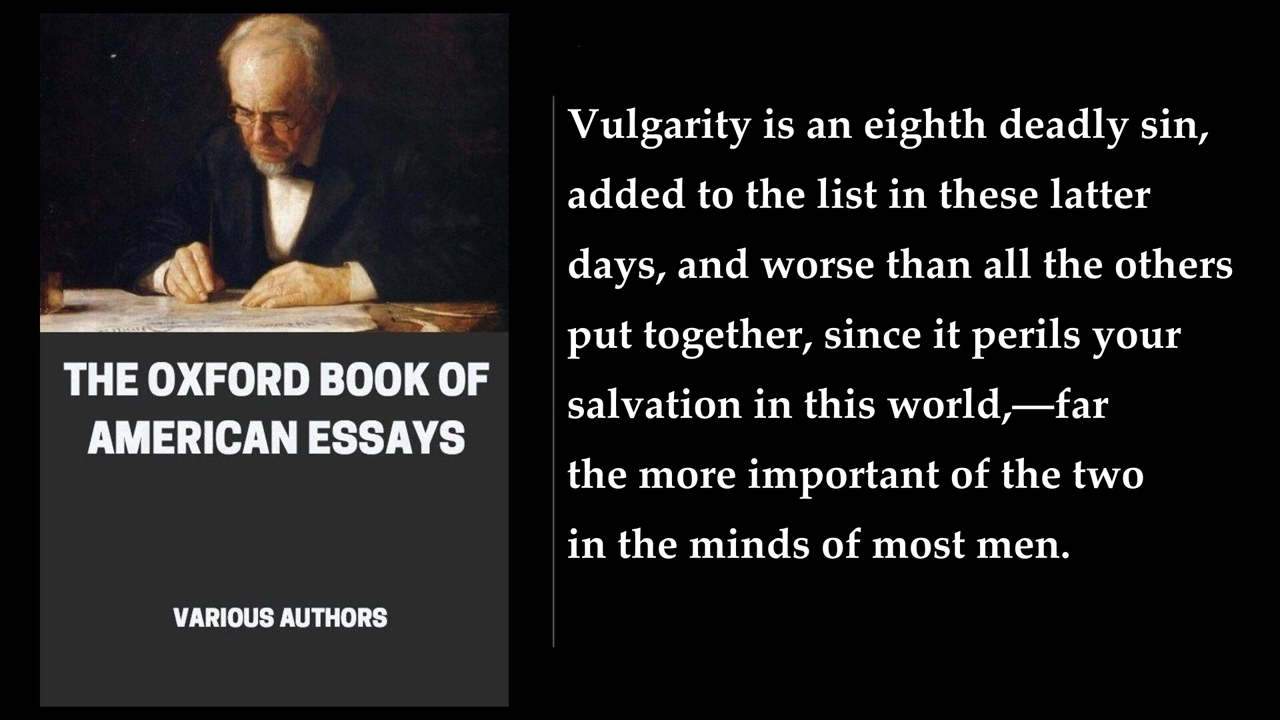 THE OXFORD BOOK OF
AMERICAN ESSAYS
VARIOUS AUTHORS
Vulgarity is an eighth deadly sin,
added to the list in these latter
days, and worse than all the others
put together, since it perils your
salvation in this world,—far
the more important of the two
in the minds of most men.